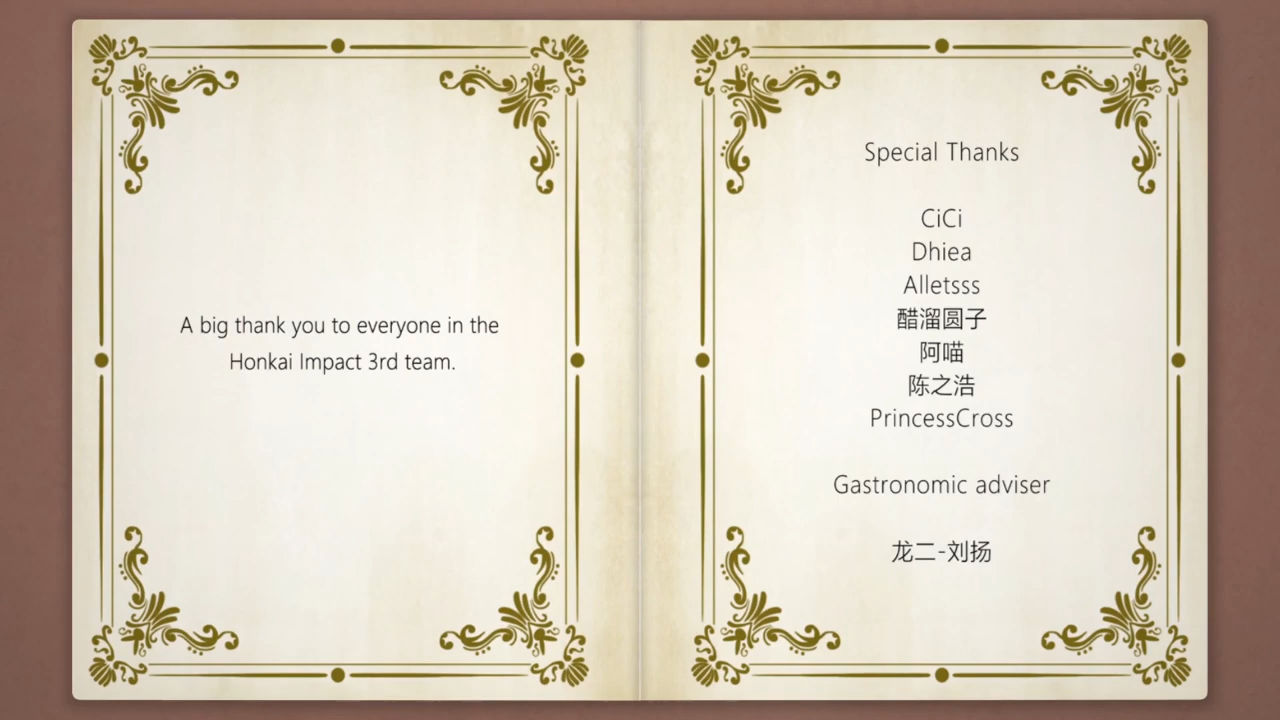 A big thank you to everyone in the
Honkai Impact 3rd team.
Special Thanks
CiCi
Dhiea
Alletsss
醋溜圆子
阿喵
陈之浩
PrincessCross
Gastronomic adviser
龙二-刘扬